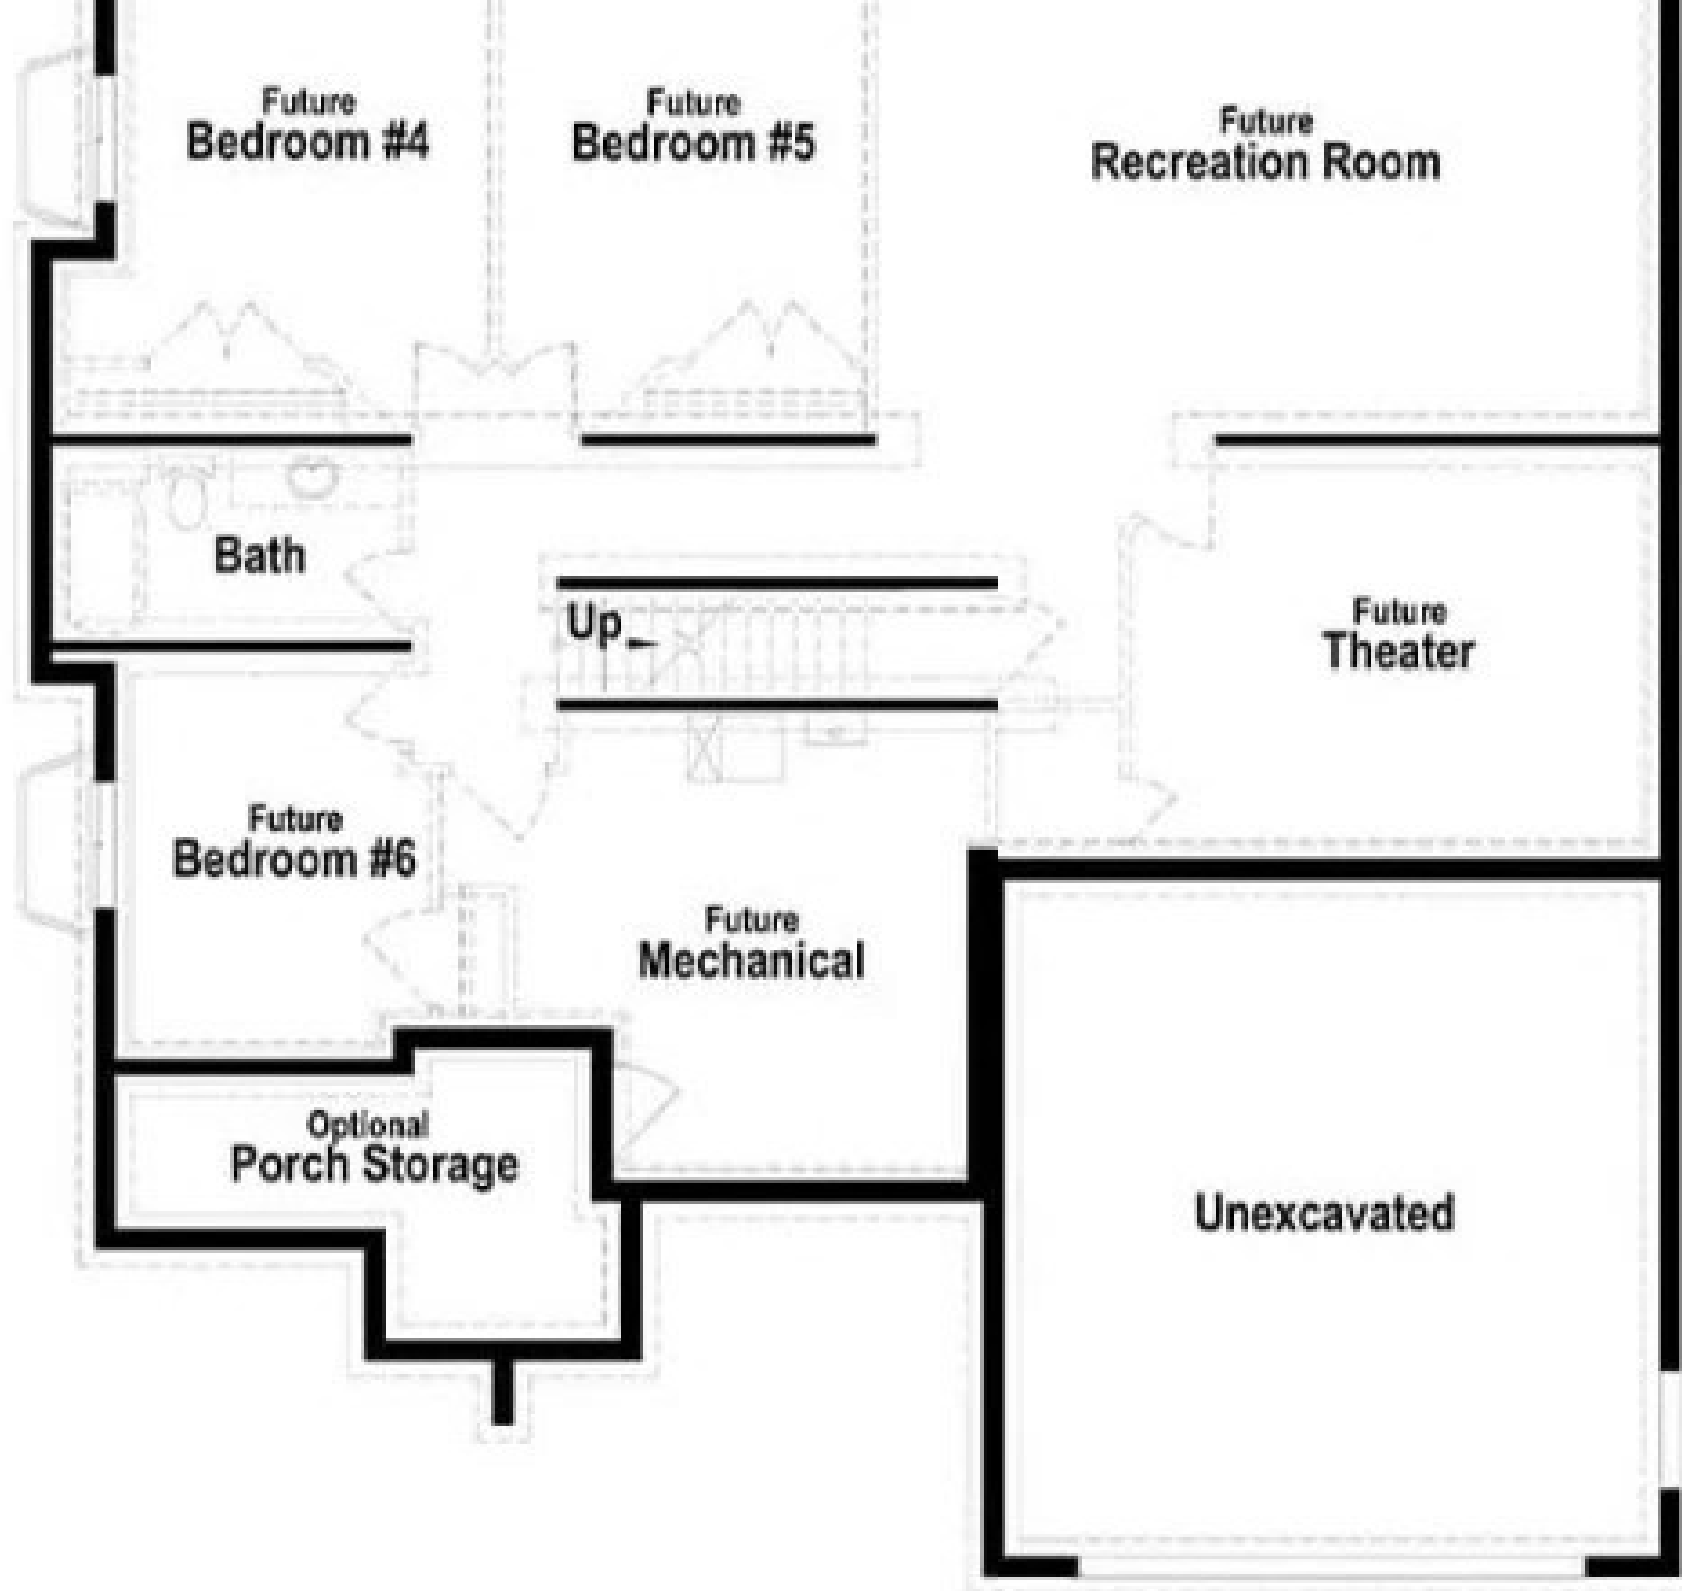 Future
Bedroom #4
Future
Bedroom #5
Future
Recreation Room
Bath
Up
Future
Theater
Future
Bedroom #6
Future
Mechanical
Optional
Porch Storage
Unexcavated